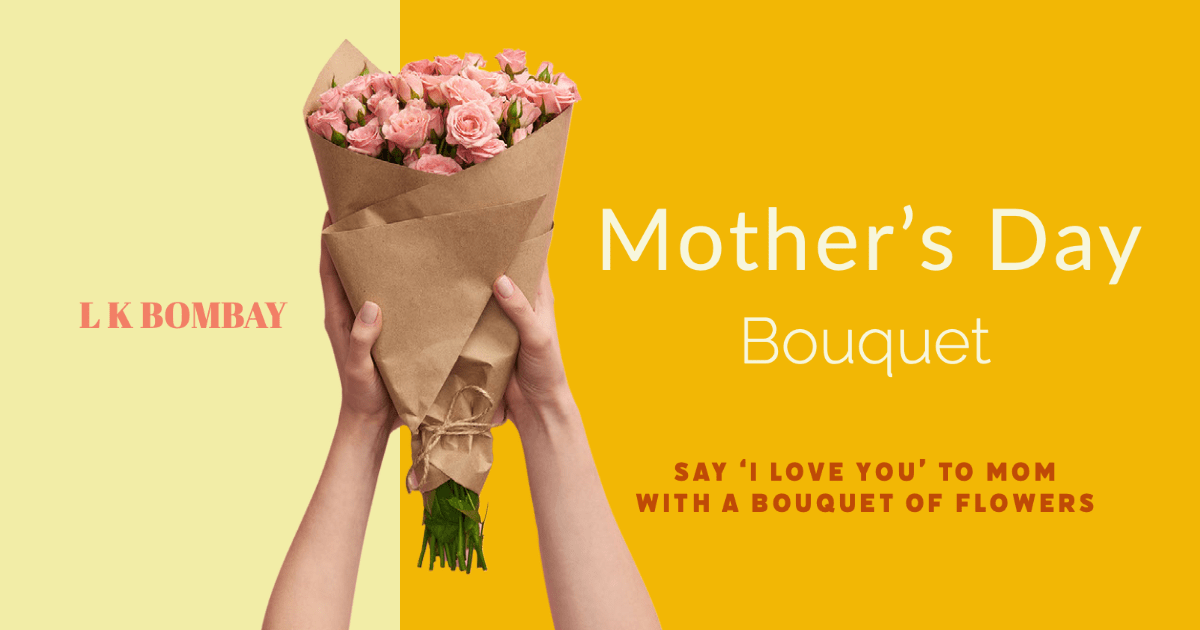 L K BOMBAY
Mother’s Day
Bouquet
SAY ‘I LOVE YOU’ TO MOM
WITH A BOUQUET OF FLOWERS